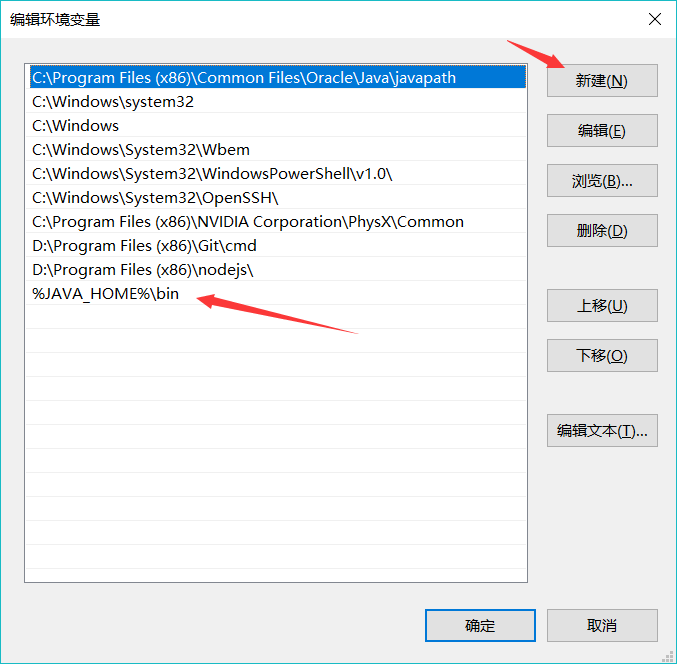 编辑环境变量
C:\Program Files (x86)\Common Files\Oracle\Java\javapath
C:\Windows\system32
C:\Windows
C:\Windows\System32\Wbem
C:\Windows\System32\WindowsPowerShell\v1.0\
C:\Windows\System32\OpenSSH\
C:\Program Files (x86)\NVIDIA Corporation\PhysX\Common
D:\Program Files (x86)\Git\cmd
D:\Program Files (x86)\nodejs\
%JAVA_HOME%\bin
新建(N)
编辑(E)
浏览(B)...
删除(D)
上移(U)
下移(O)
编辑文本(T)...
确定
取消